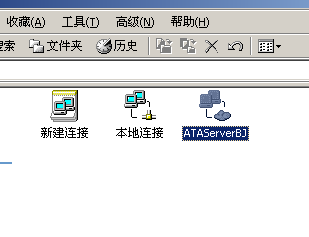 收藏(A) 工具(T) 高级(N) 帮助(H)
搜索 文件夹 历史
新建连接 本地连接 ATAServerBJ